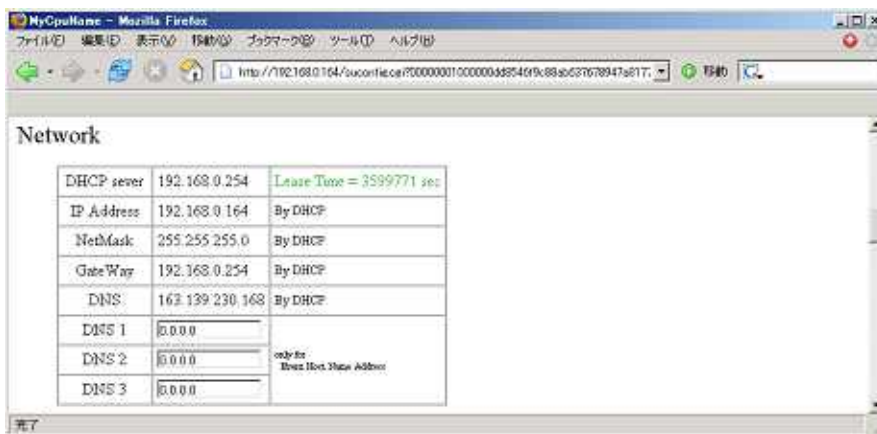 MyCpuName - Mozilla Firefox
ファイル(F) 編集(E) 表示(V) 移動(G) ブックマーク(B) ツール(T) ヘルプ(H)
移動
Network
DHCP sever 192.168.0.254 Lease Time = 3599771 sec
IP Address 192.168.0.164 By DHCP
NetMask 255.255.255.0 By DHCP
GateWay 192.168.0.254 By DHCP
DNS 163.139.230.168 By DHCP
DNS 1 0.0.0.0
DNS 2 0.0.0.0 only for
Host Name Address
DNS 3 0.0.0.0
完了